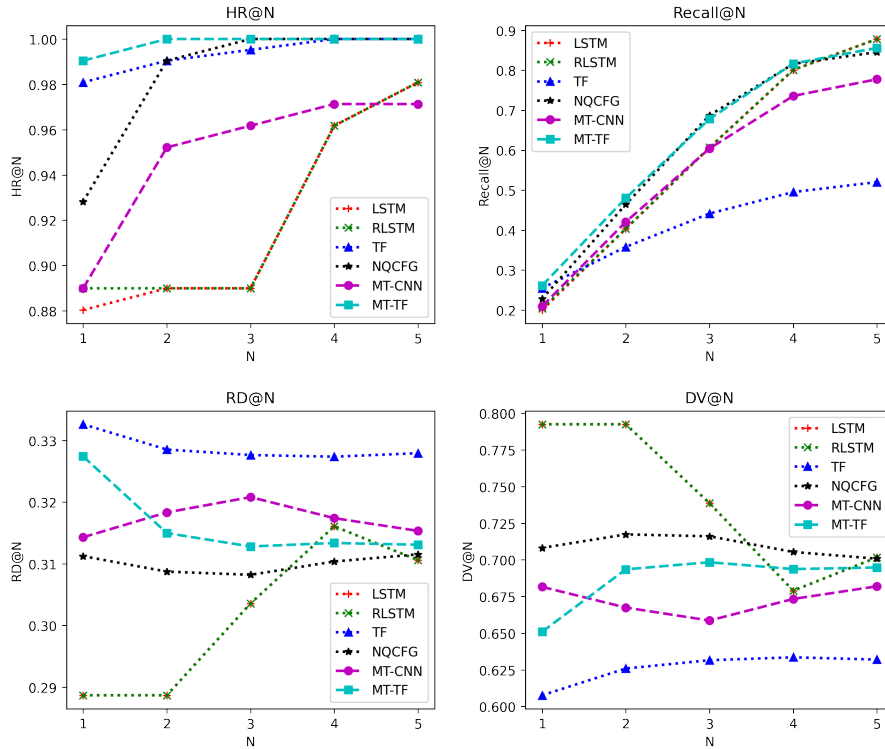 HR@N
1.00
0.98
0.96
0.94
0.92
0.90
0.88
HR@N
1
2
3
4
5
N
LSTM
RLSTM
TF
NQCFG
MT-CNN
MT-TF
Recall@N
0.9
0.8
0.7
0.6
0.5
0.4
0.3
0.2
Recall@N
1
2
3
4
5
N
LSTM
RLSTM
TF
NQCFG
MT-CNN
MT-TF
RD@N
0.33
0.32
0.31
0.30
0.29
RD@N
1
2
3
4
5
N
LSTM
RLSTM
TF
NQCFG
MT-CNN
MT-TF
DV@N
0.800
0.775
0.750
0.725
0.700
0.675
0.650
0.625
0.600
DV@N
1
2
3
4
5
N
LSTM
RLSTM
TF
NQCFG
MT-CNN
MT-TF